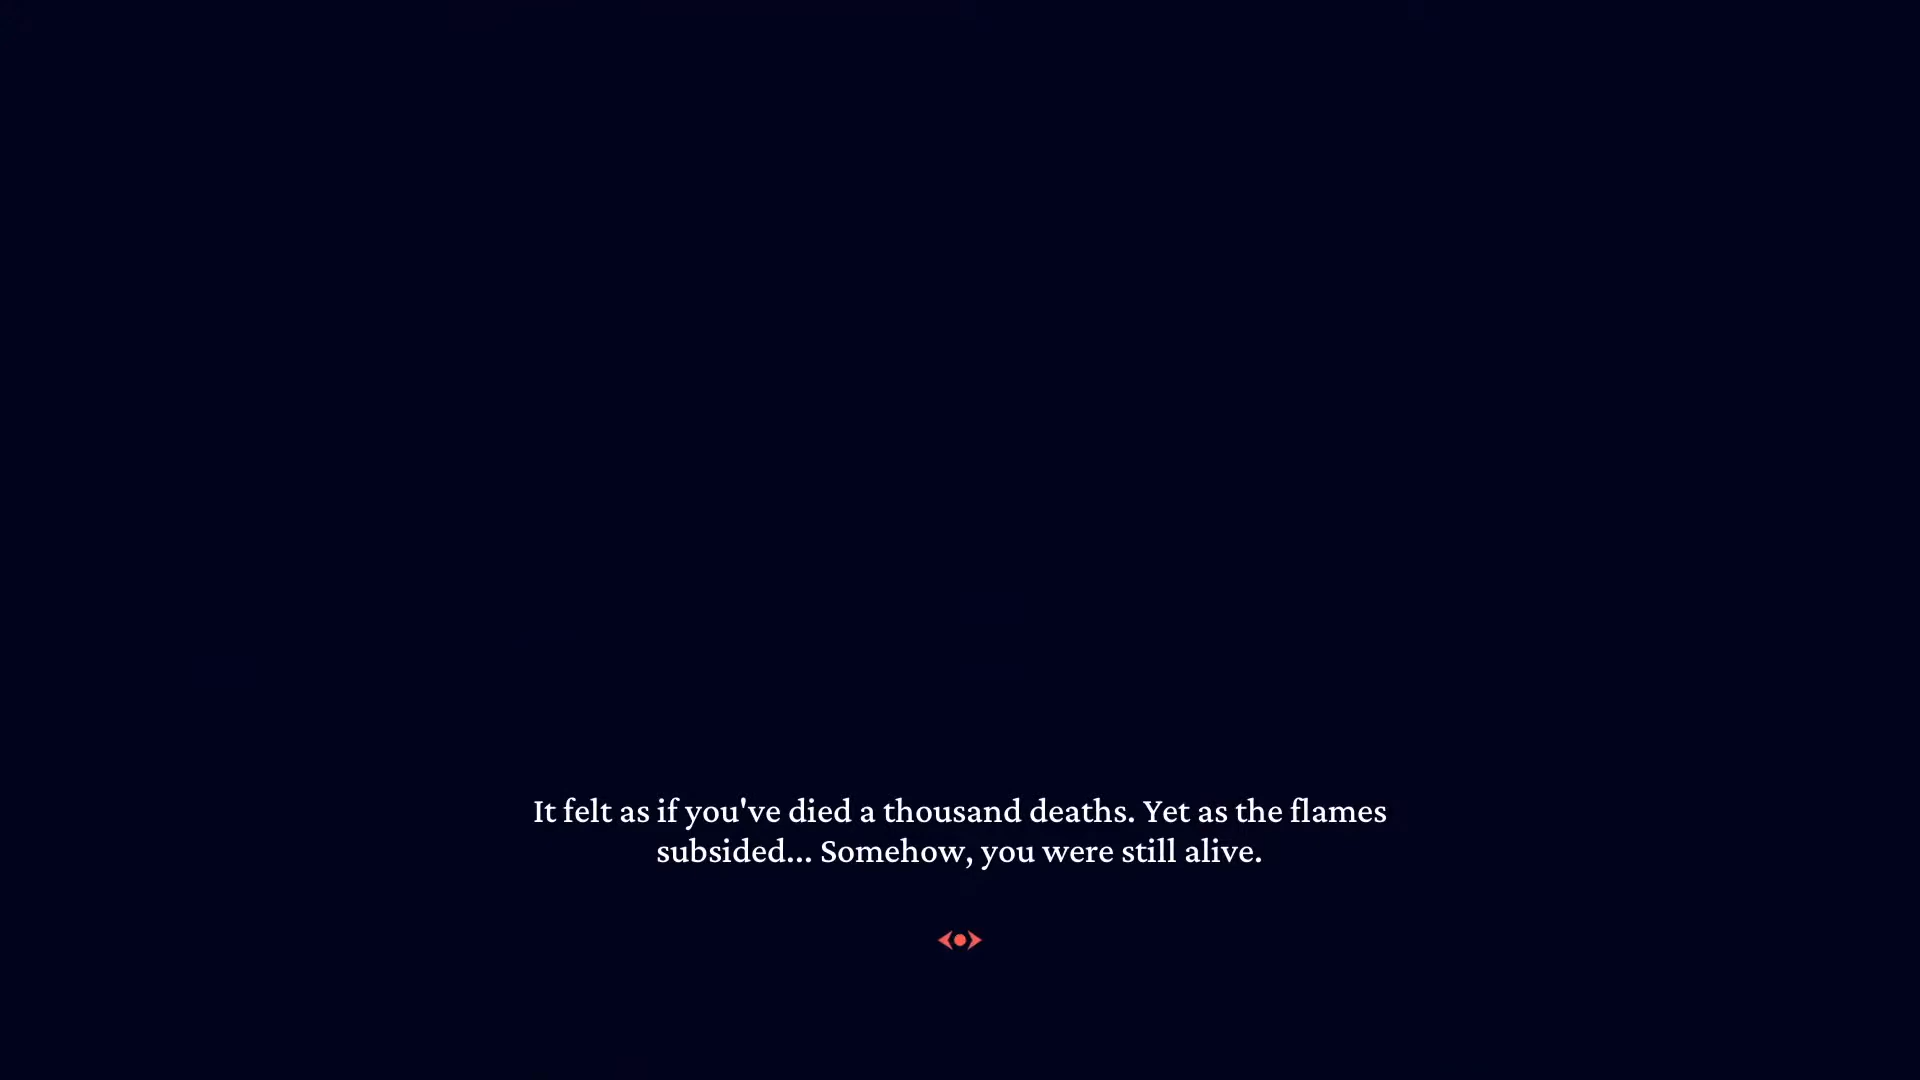 It felt as if you've died a thousand deaths. Yet as the flames
subsided... Somehow, you were still alive.